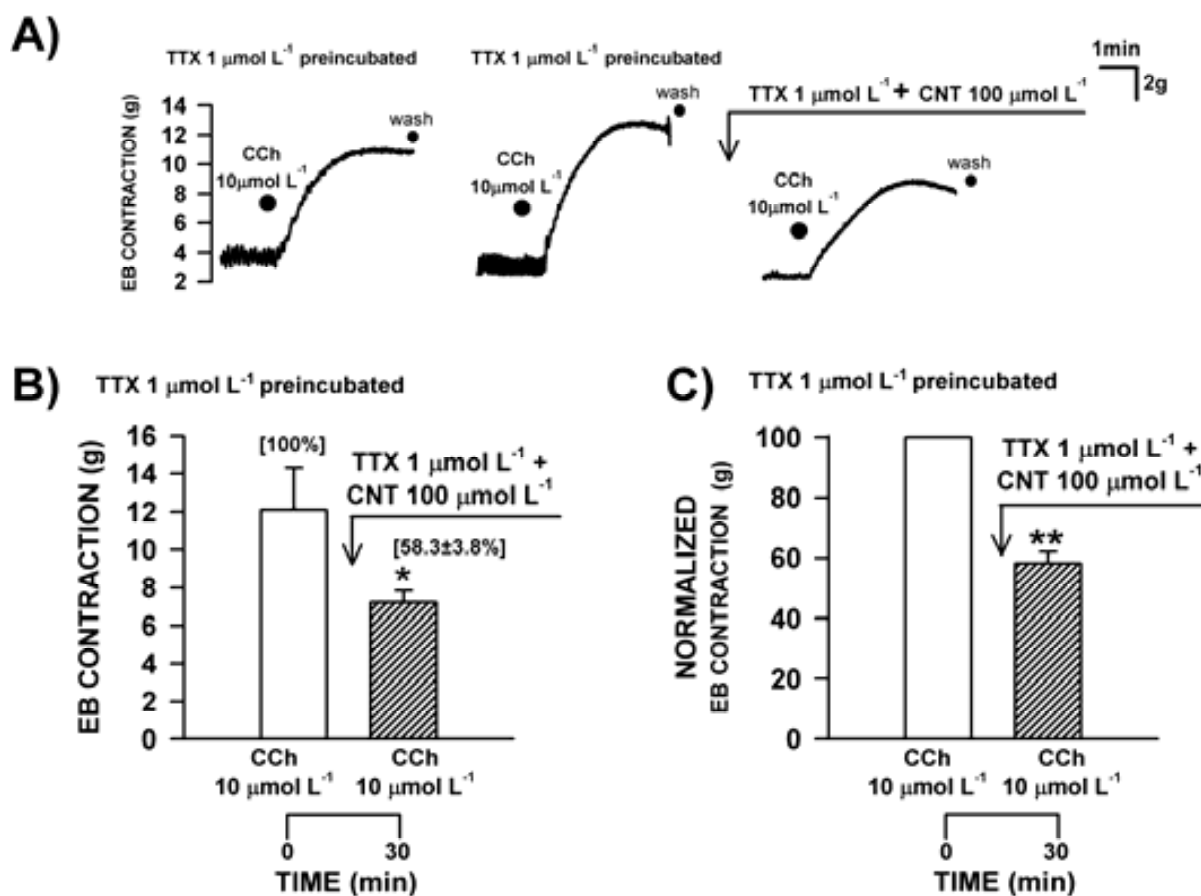 A)
TTX 1 μmol L⁻¹ preincubated
TTX 1 μmol L⁻¹ preincubated
1min
2g
TTX 1 μmol L⁻¹ + CNT 100 μmol L⁻¹
EB CONTRACTION (g)
14
12
10
8
6
4
2
CCh
10μmol L⁻¹
wash
CCh
10μmol L⁻¹
wash
CCh
10μmol L⁻¹
wash
B)
TTX 1 μmol L⁻¹ preincubated
EB CONTRACTION (g)
16
14
12
10
8
6
4
2
0
[100%]
TTX 1 μmol L⁻¹ +
CNT 100 μmol L⁻¹
[58.3±3.8%]
*
CCh
10 μmol L⁻¹
CCh
10 μmol L⁻¹
0
30
TIME (min)
C)
TTX 1 μmol L⁻¹ preincubated
NORMALIZED
EB CONTRACTION (g)
100
80
60
40
20
0
TTX 1 μmol L⁻¹ +
CNT 100 μmol L⁻¹
**
CCh
10 μmol L⁻¹
CCh
10 μmol L⁻¹
0
30
TIME (min)